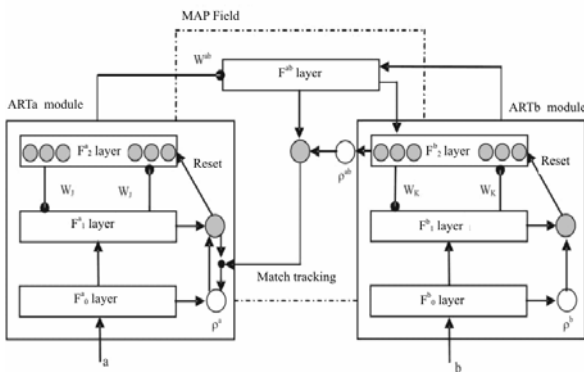 MAP Field
W^ab
F^ab layer
ARTa module
ARTb module
F^a_2 layer
F^b_2 layer
Reset
ρ^ab
Reset
W_J
W_J
W_K
W_K
F^a_1 layer
F^b_1 layer
Match tracking
F^a_0 layer
F^b_0 layer
ρ^a
ρ^b
a
b